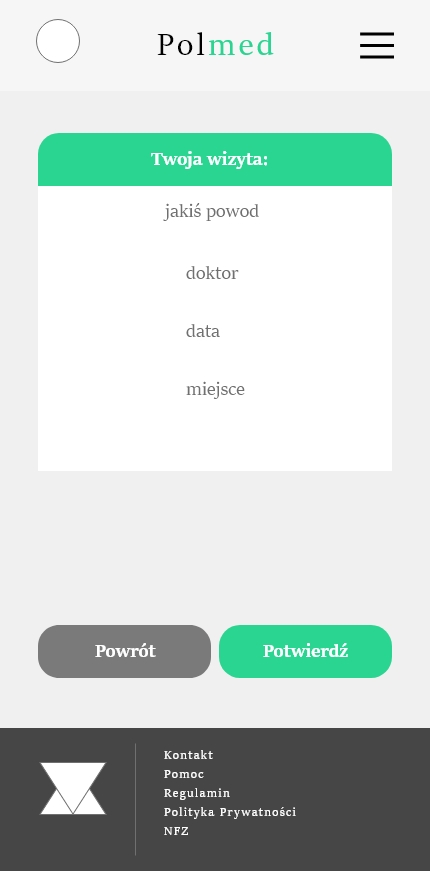 Polmed
Twoja wizyta:
jakiś powod
doktor
data
miejsce
Powrót
Potwierdź
Kontakt
Pomoc
Regulamin
Polityka Prywatności
NFZ